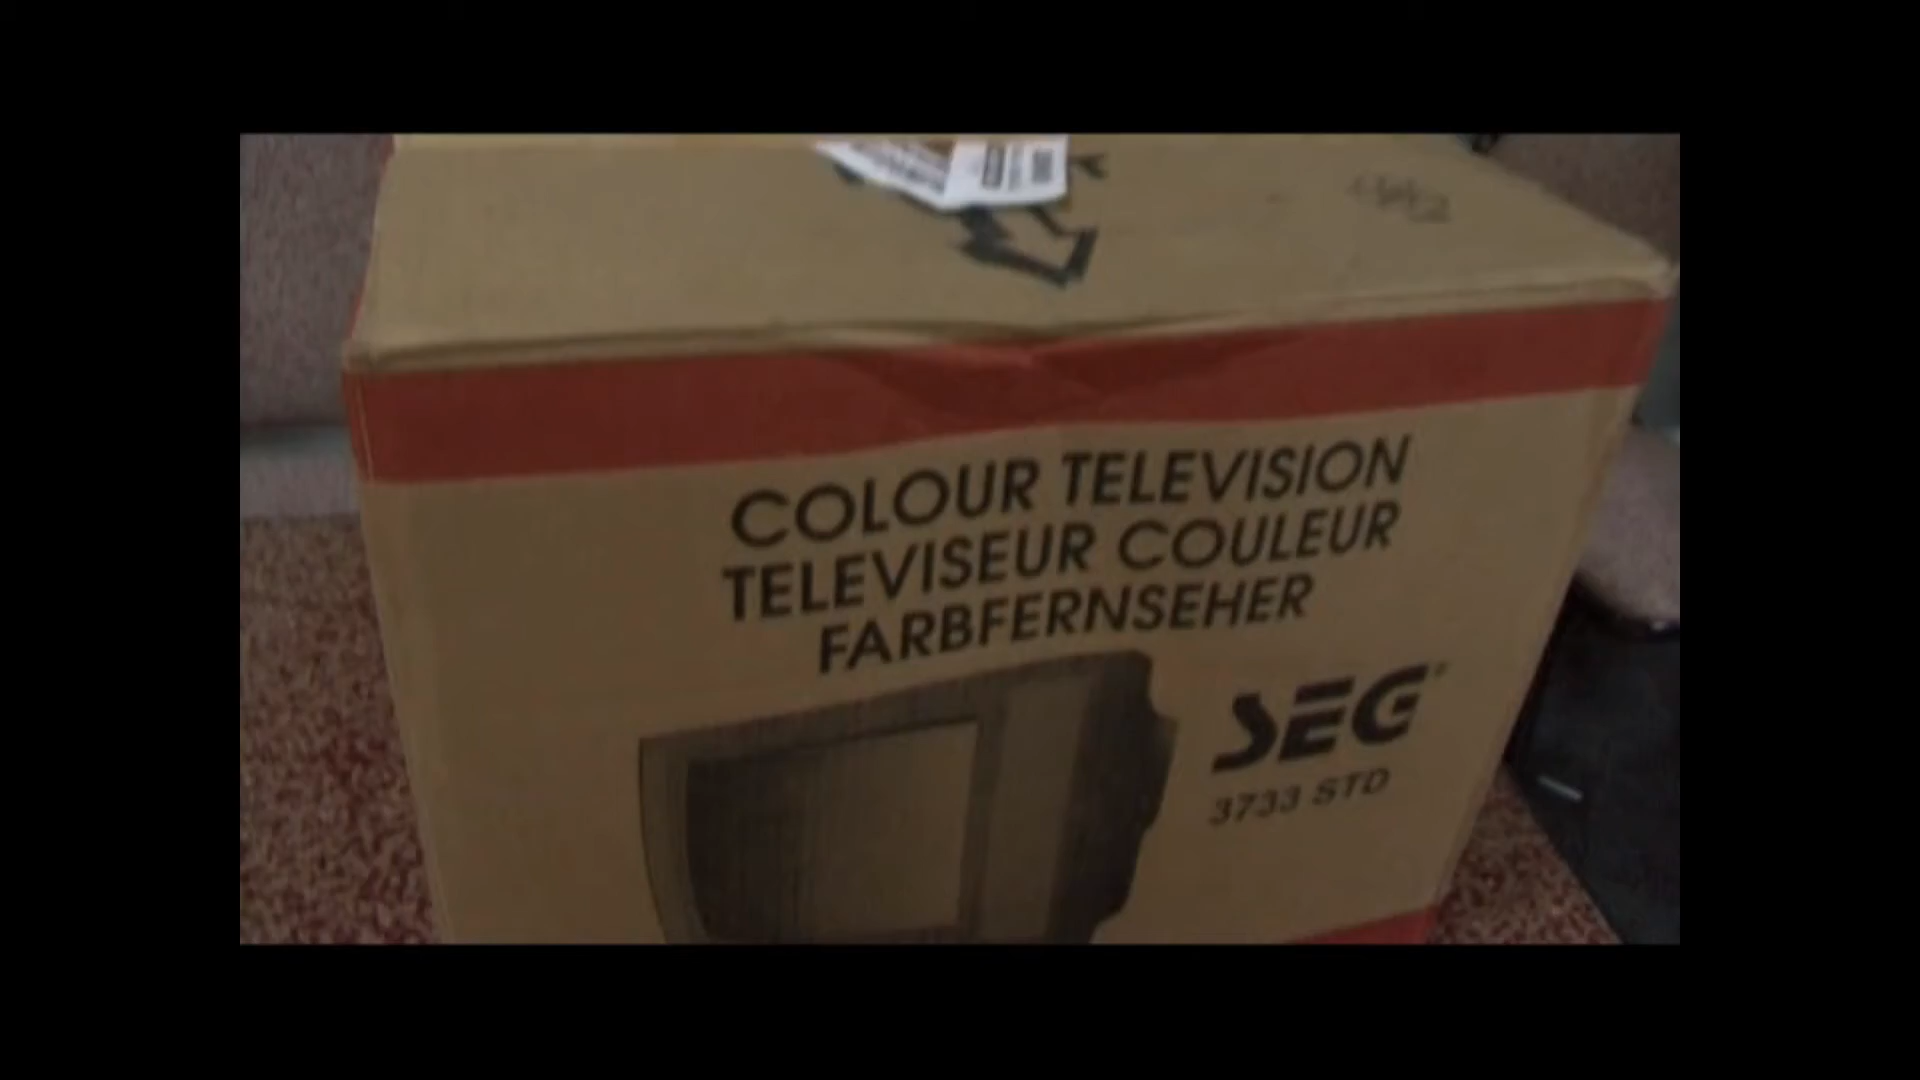 COLOUR TELEVISION
TELEVISEUR COULEUR
FARBFERNSEHER
SEG
3733 STD